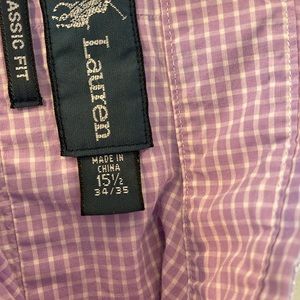 ASSIC FIT
Lauren
MADE IN
CHINA
15½
34/35